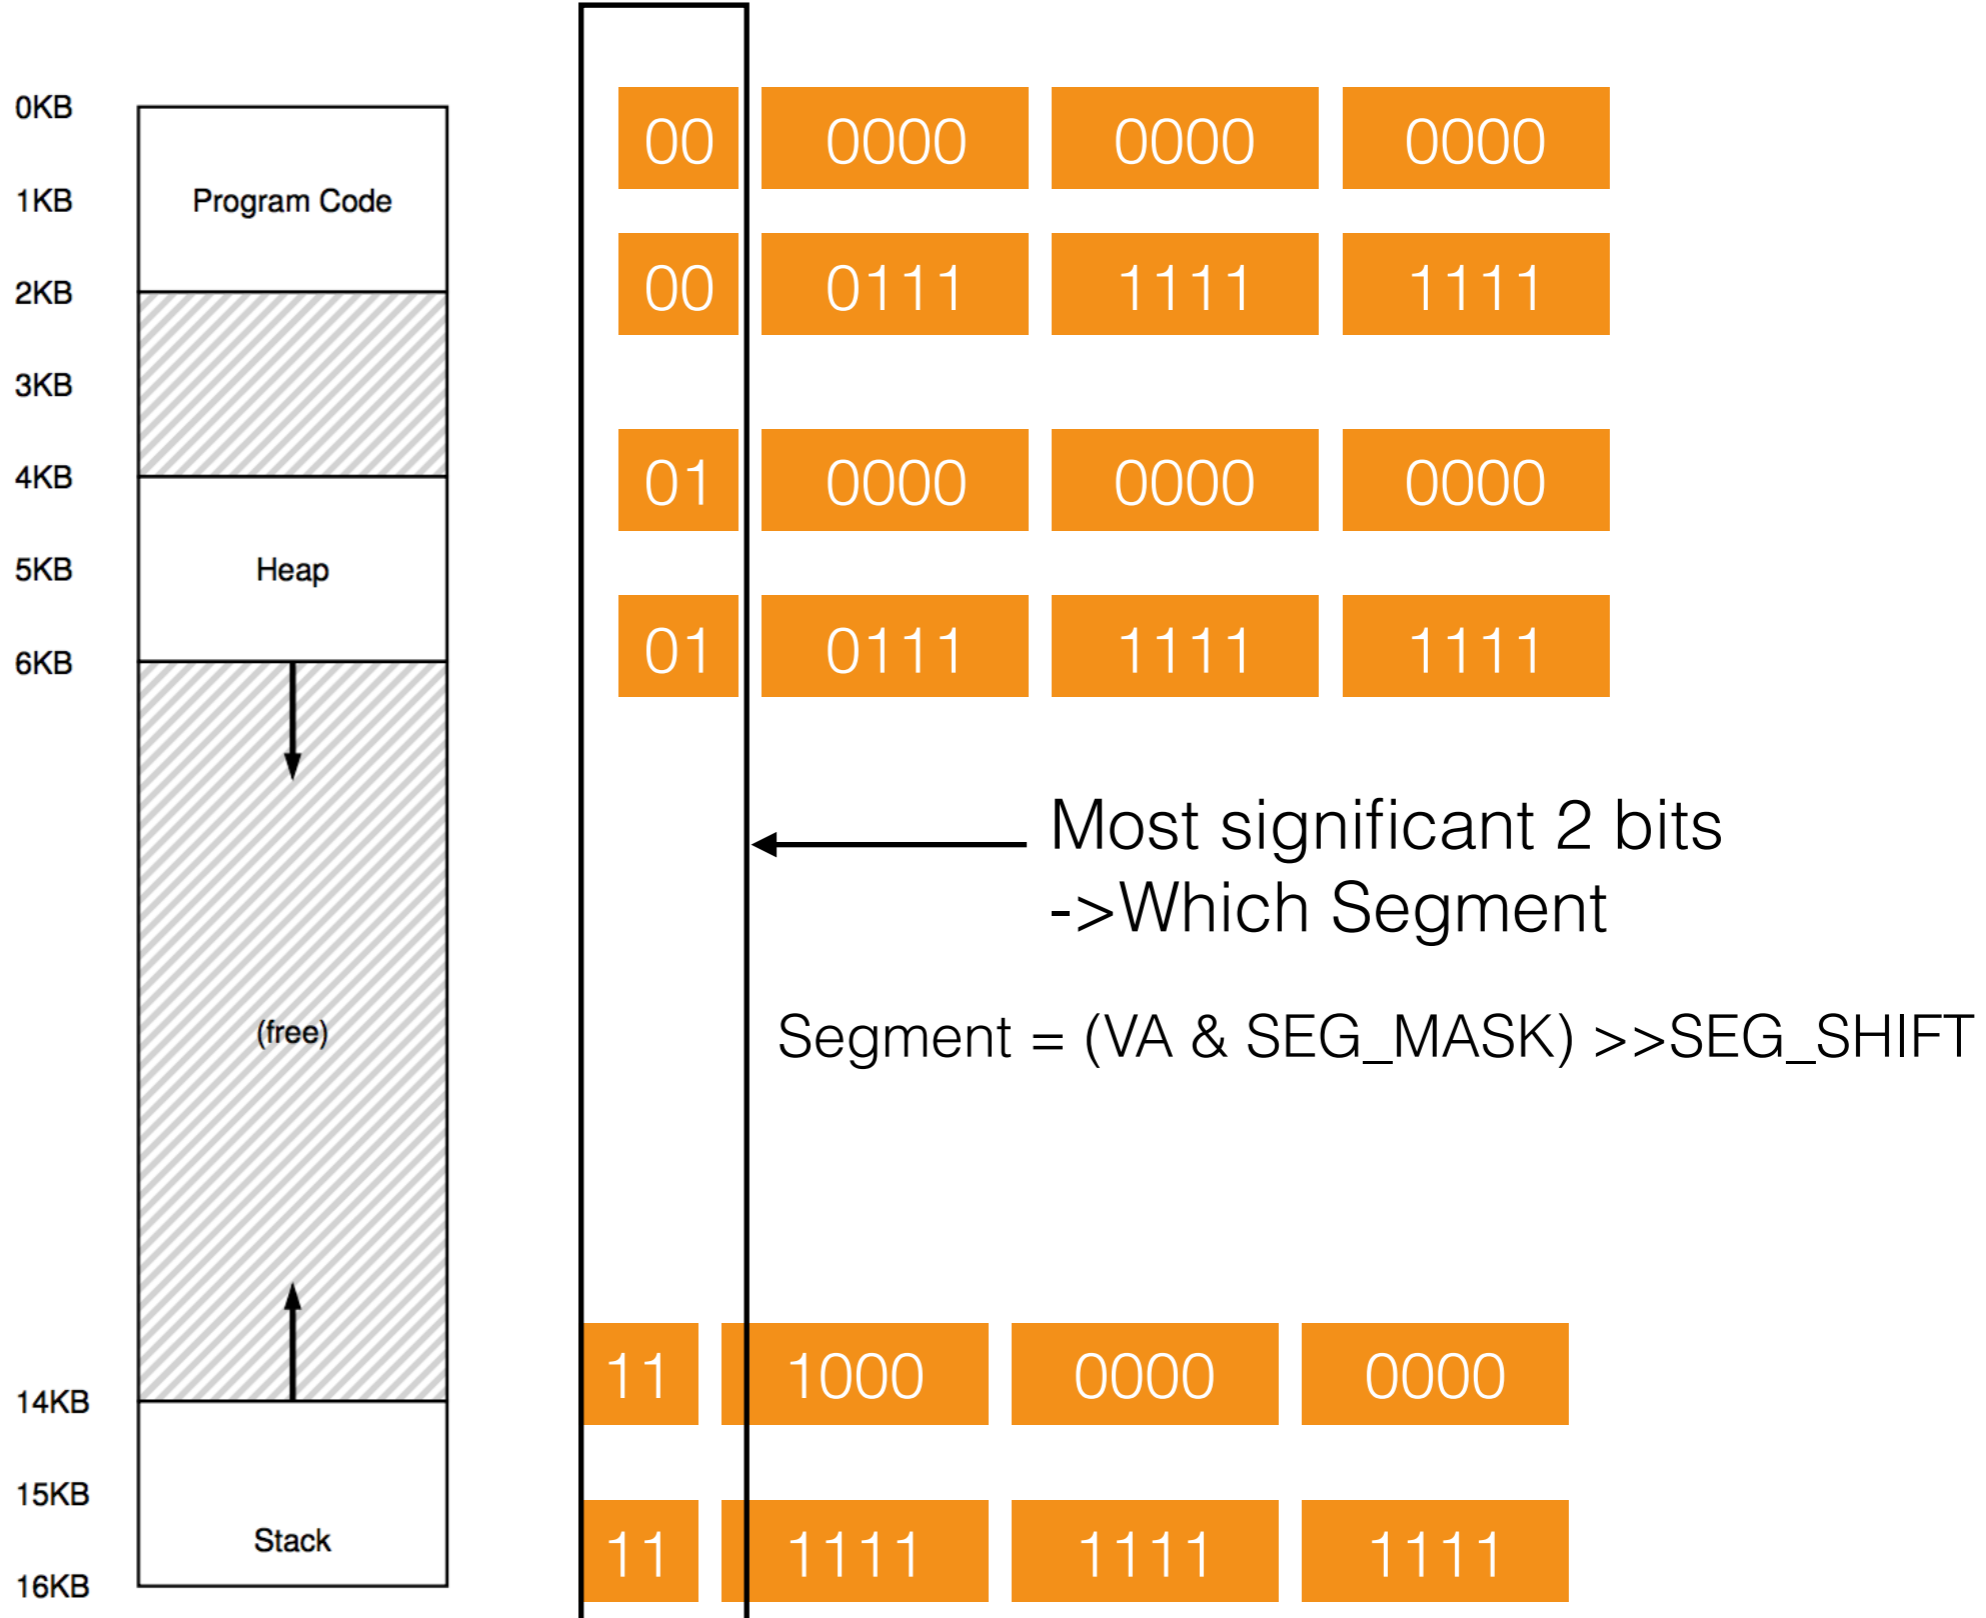 0KB
00 0000 0000 0000
1KB
Program Code
00 0111 1111 1111
2KB
3KB
4KB
01 0000 0000 0000
5KB
Heap
01 0111 1111 1111
6KB
Most significant 2 bits
->Which Segment
(free)
Segment = (VA & SEG_MASK) >>SEG_SHIFT
14KB
11 1000 0000 0000
15KB
Stack
11 1111 1111 1111
16KB